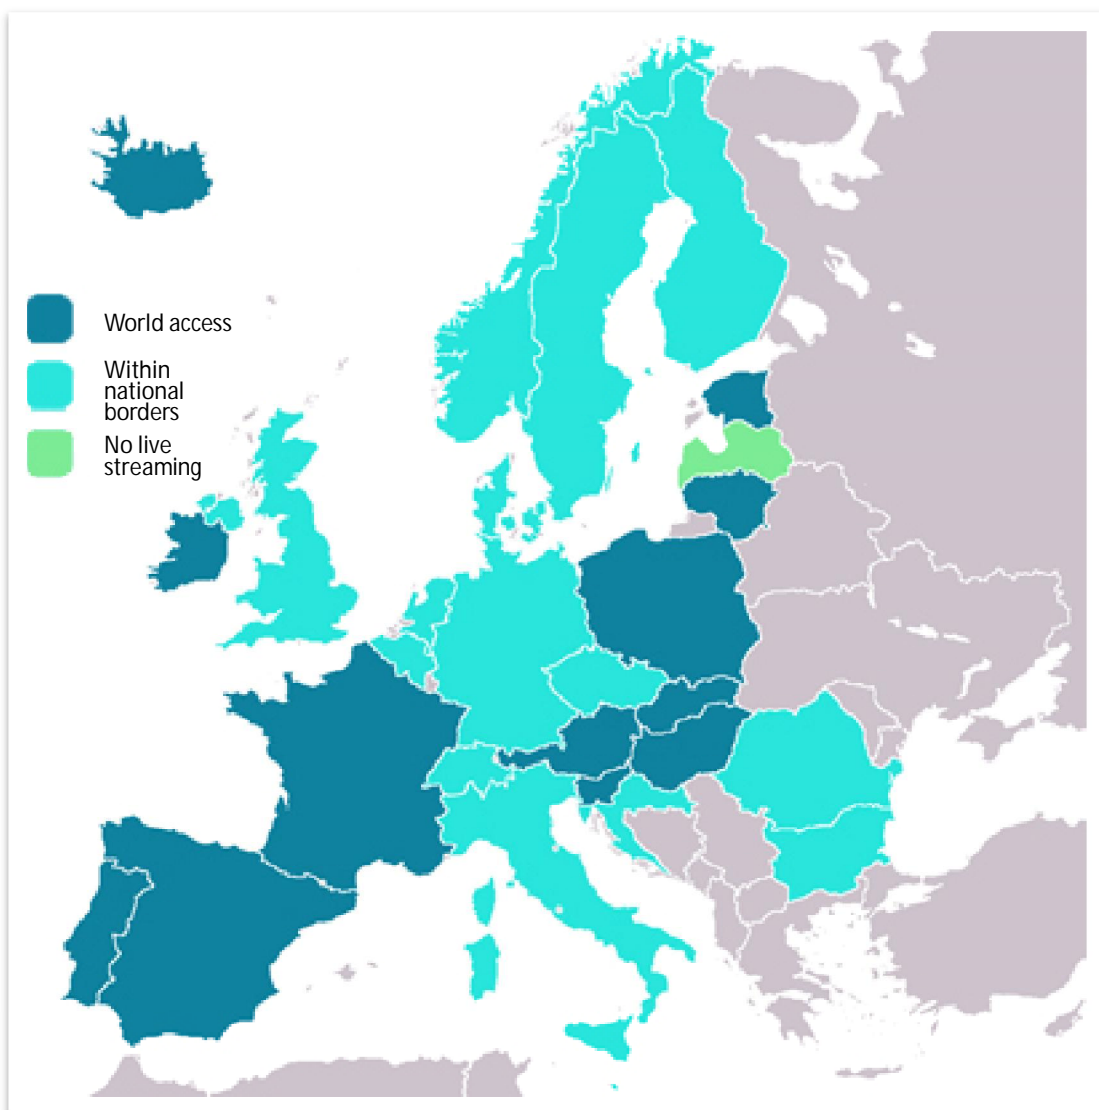 World access
Within
national
borders
No live
streaming